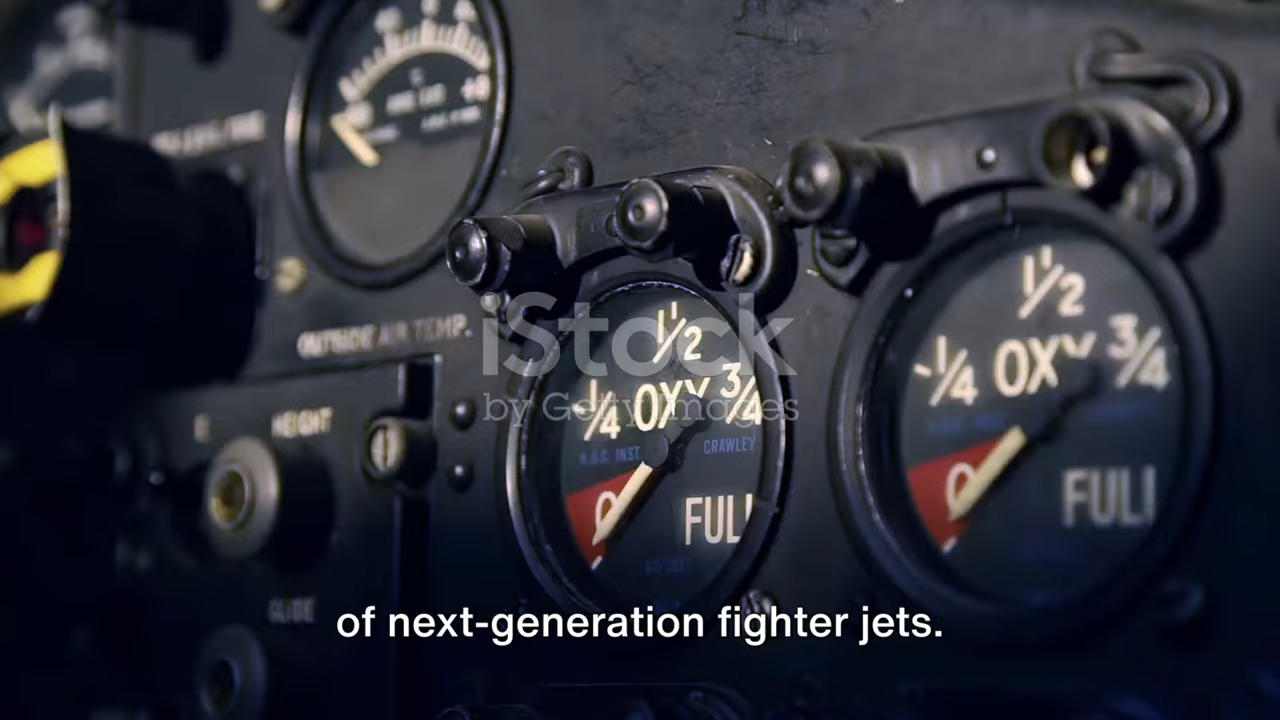 OUTSIDE AIR TEMP.
HEIGHT
GLIDE
1/2
1/4 OXY 3/4
CRAWLEY
0 FULL
1/2
1/4 OXY 3/4
0 FULL
iStock
by Getty Images
of next-generation fighter jets.